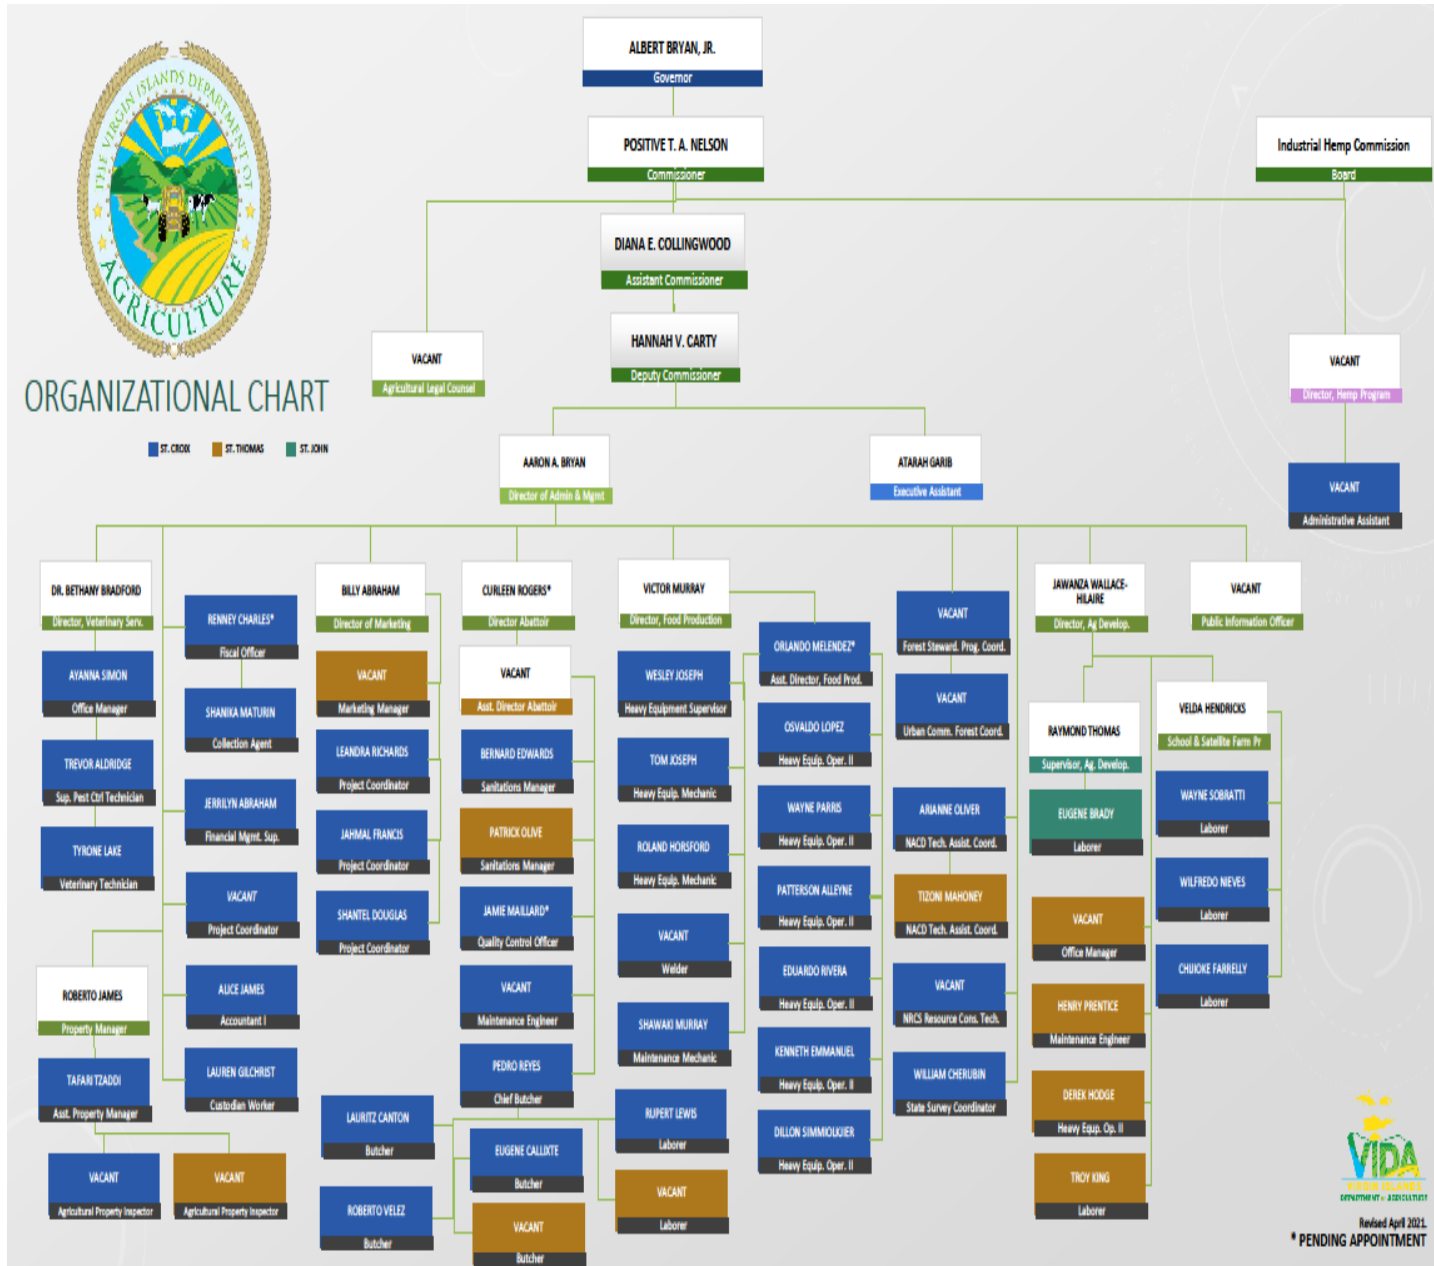 THE VIRGIN ISLANDS DEPARTMENT OF
AGRICULTURE
ORGANIZATIONAL CHART
ST. CROIX
ST. THOMAS
ST. JOHN
ALBERT BRYAN, JR.
Governor
POSITIVE T. A. NELSON
Commissioner
Industrial Hemp Commission
Board
DIANA E. COLLINGWOOD
Assistant Commissioner
HANNAH V. CARTY
Deputy Commissioner
VACANT
Agricultural Legal Counsel
VACANT
Director, Hemp Program
VACANT
Administrative Assistant
AARON A. BRYAN
Director of Admin & Mgmt
ATARAH GARIB
Executive Assistant
DR. BETHANY BRADFORD
Director, Veterinary Serv.
AYANNA SIMON
Office Manager
TREVOR ALDRIDGE
Sup. Pest Ctrl Technician
TYRONE LAKE
Veterinary Technician
ROBERTO JAMES
Property Manager
TAFARI TZADDI
Asst. Property Manager
VACANT
Agricultural Property Inspector
VACANT
Agricultural Property Inspector
RENNEY CHARLES*
Fiscal Officer
SHANIKA MATURIN
Collection Agent
JERRILYN ABRAHAM
Financial Mgmt. Sup.
VACANT
Project Coordinator
ALICE JAMES
Accountant I
LAUREN GILCHRIST
Custodian Worker
BILLY ABRAHAM
Director of Marketing
VACANT
Marketing Manager
LEANDRA RICHARDS
Project Coordinator
JAHMAL FRANCIS
Project Coordinator
SHANTEL DOUGLAS
Project Coordinator
CURLEEN ROGERS*
Director Abattoir
VACANT
Asst. Director Abattoir
BERNARD EDWARDS
Sanitations Manager
PATRICK OLIVE
Sanitations Manager
JAMIE MAILLARD*
Quality Control Officer
VACANT
Maintenance Engineer
PEDRO REYES
Chief Butcher
LAURITZ CANTON
Butcher
ROBERTO VELEZ
Butcher
EUGENE CALLIXTE
Butcher
VACANT
Butcher
RUPERT LEWIS
Laborer
VACANT
Laborer
VICTOR MURRAY
Director, Food Production
WESLEY JOSEPH
Heavy Equipment Supervisor
TOM JOSEPH
Heavy Equip. Mechanic
ROLAND HORSFORD
Heavy Equip. Mechanic
VACANT
Welder
SHAWAKI MURRAY
Maintenance Mechanic
ORLANDO MELENDEZ*
Asst. Director, Food Prod.
OSVALDO LOPEZ
Heavy Equip. Oper. II
WAYNE PARRIS
Heavy Equip. Oper. II
PATTERSON ALLEYNE
Heavy Equip. Oper. II
EDUARDO RIVERA
Heavy Equip. Oper. II
KENNETH EMMANUEL
Heavy Equip. Oper. II
DILLON
Heavy Equip. Oper. II
VACANT
Forest Steward. Prog. Coord.
VACANT
Urban Comm. Forest Coord.
ARIANNE OLIVER
NACD Tech. Assist. Coord.
TIZONI MAHONEY
NACD Tech. Assist. Coord.
VACANT
NRCS Resource Cons. Tech.
WILLIAM CHERUBIN
State Survey Coordinator
JAWANZA WALLACE-
HILAIRE
Director, Ag Develop.
RAYMOND THOMAS
Supervisor, Ag. Develop.
EUGENE BRADY
Laborer
VACANT
Office Manager
HENRY PRENTICE
Maintenance Engineer
DEREK HODGE
Heavy Equp. Op. II
TROY KING
Laborer
VELDA HENDRICKS
School & Satellite Farm Pr
WAYNE SOBRATTI
Laborer
WILFREDO NIEVES
Laborer
CHIJIOKE FARRELLY
Laborer
VACANT
Public Information Officer
VIDA
VIRGIN ISLANDS
DEPARTMENT of AGRICULTURE
Revised April 2021.
* PENDING APPOINTMENT